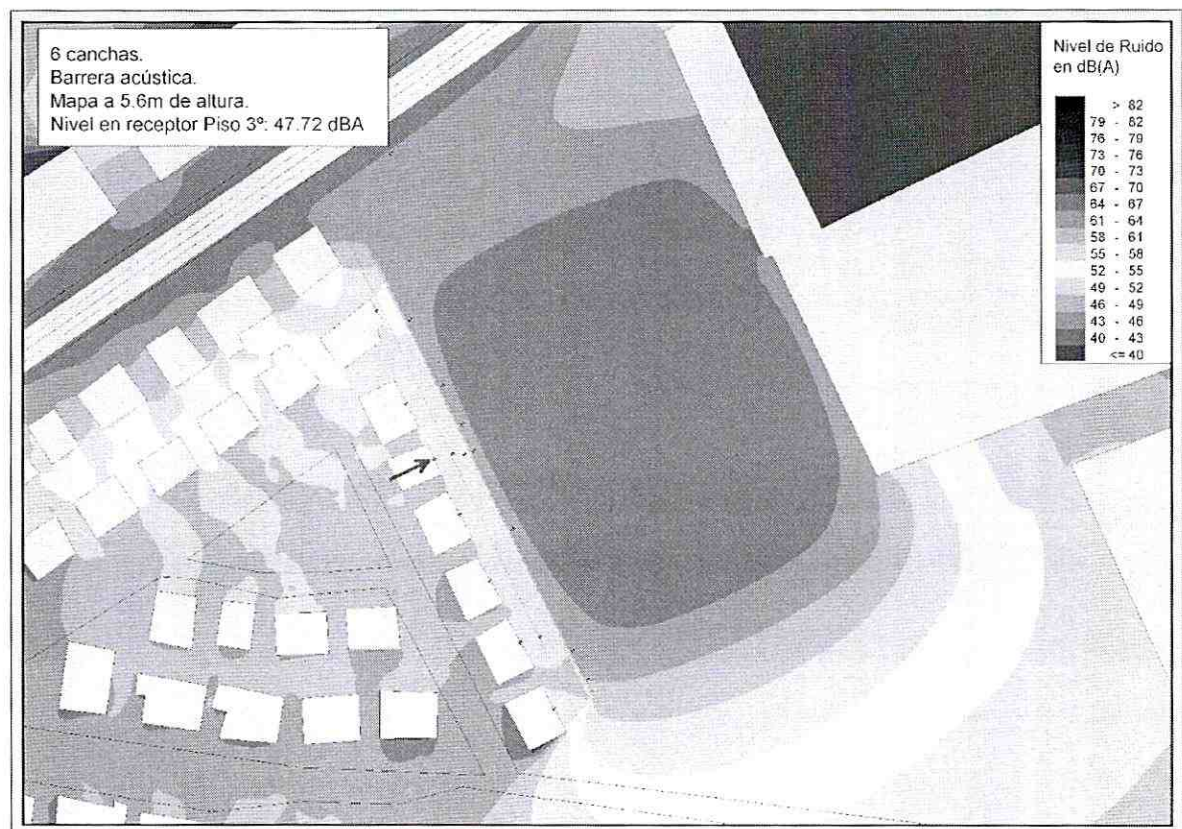 6 canchas.
Barrera acústica.
Mapa a 5.6m de altura.
Nivel en receptor Piso 3º: 47.72 dBA
Nivel de Ruido
en dB(A)
> 82
79 - 82
76 - 79
73 - 76
70 - 73
67 - 70
64 - 67
61 - 64
58 - 61
55 - 58
52 - 55
49 - 52
46 - 49
43 - 46
40 - 43
<= 40